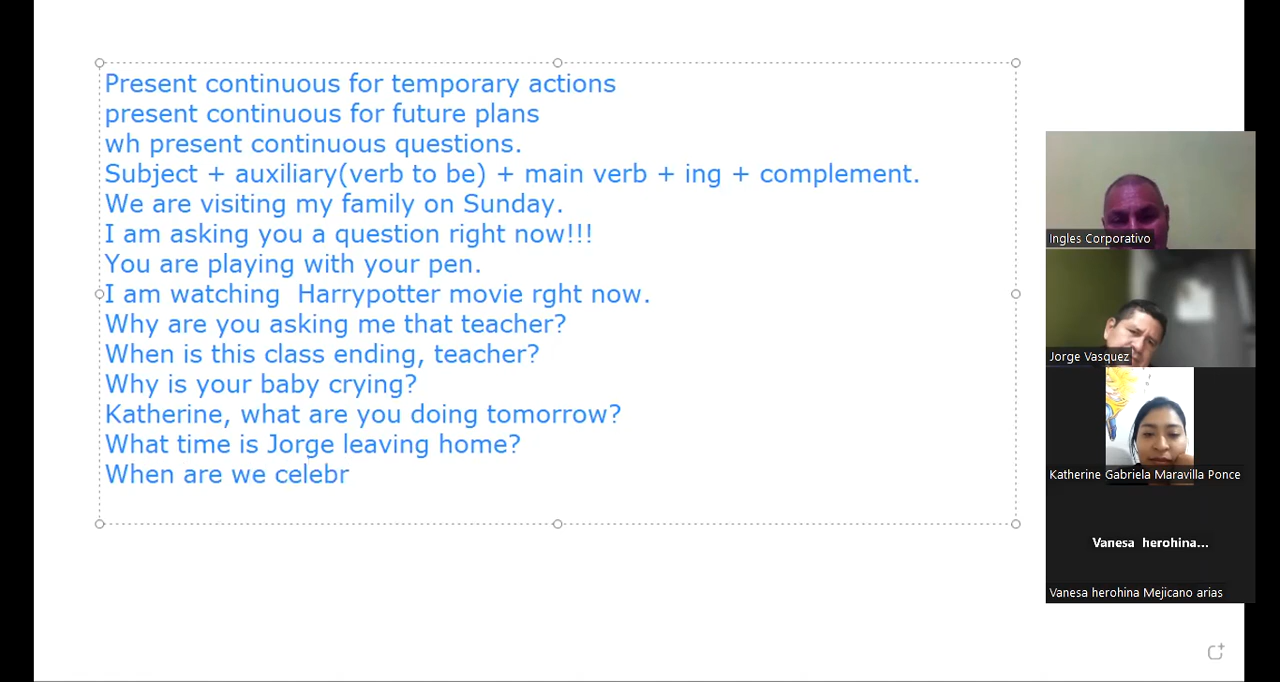 Present continuous for temporary actions
present continuous for future plans
wh present continuous questions.
Subject + auxiliary(verb to be) + main verb + ing + complement.
We are visiting my family on Sunday.
I am asking you a question right now!!!
You are playing with your pen.
I am watching  Harrypotter movie rght now.
Why are you asking me that teacher?
When is this class ending, teacher?
Why is your baby crying?
Katherine, what are you doing tomorrow?
What time is Jorge leaving home?
When are we celebr
Ingles Corporativo
Jorge Vasquez
Katherine Gabriela Maravilla Ponce
Vanesa herohina...
Vanesa herohina Mejicano arias